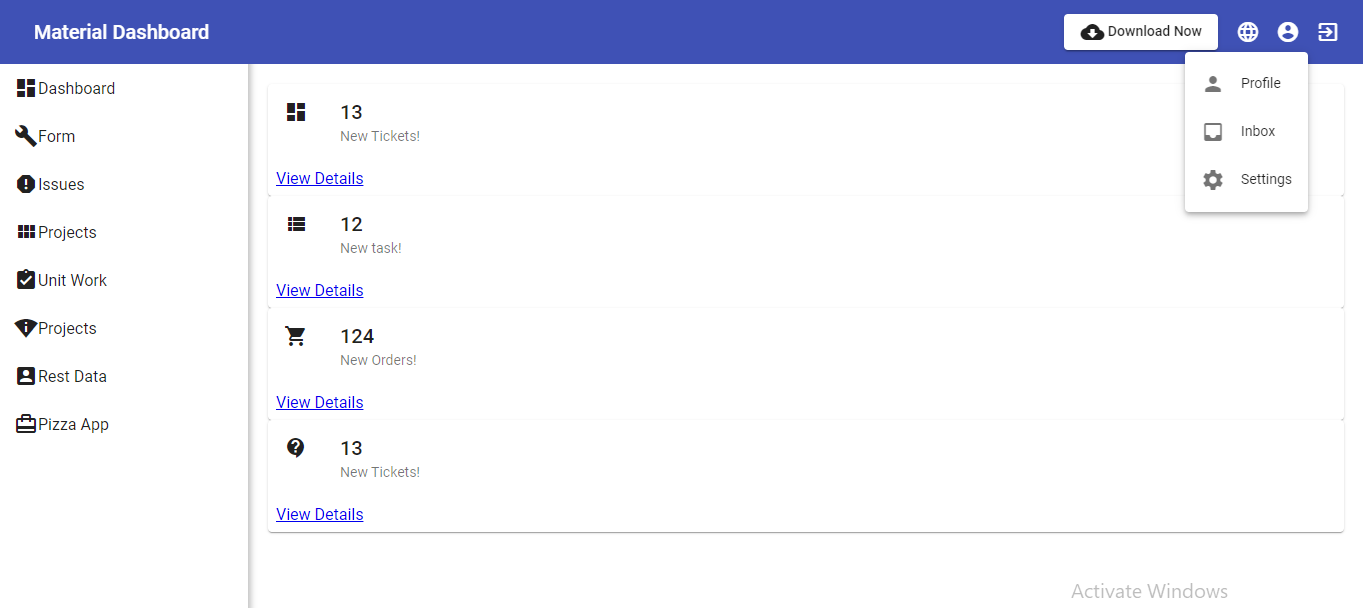 Material Dashboard
Download Now
Profile
Inbox
Settings
Dashboard
Form
Issues
Projects
Unit Work
Projects
Rest Data
Pizza App
13
New Tickets!
View Details
12
New task!
View Details
124
New Orders!
View Details
13
New Tickets!
View Details
Activate Windows